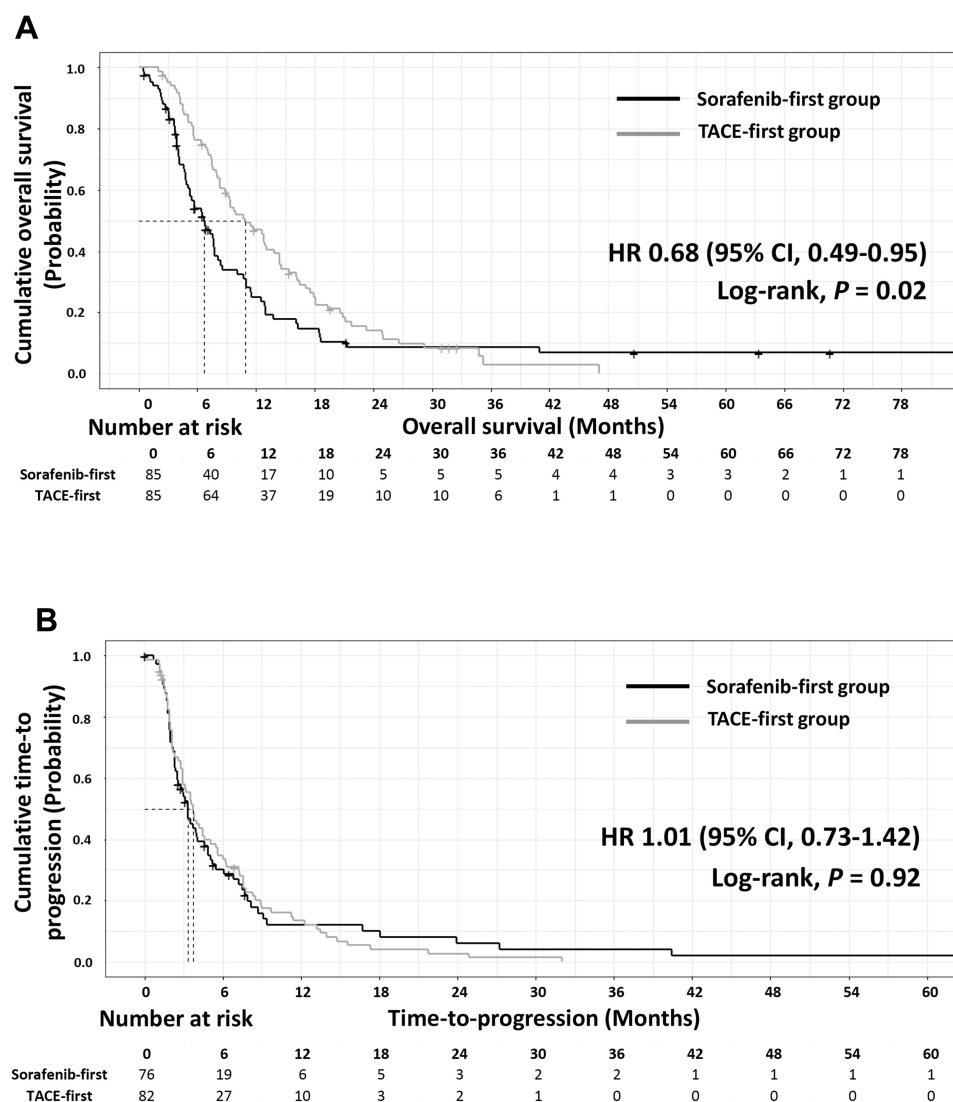 A
Cumulative overall survival
(Probability)
1.0
0.8
0.6
0.4
0.2
0.0
Sorafenib-first group
TACE-first group
HR 0.68 (95% CI, 0.49-0.95)
Log-rank, P = 0.02
0 6 12 18 24 30 36 42 48 54 60 66 72 78
Number at risk Overall survival (Months)
0 6 12 18 24 30 36 42 48 54 60 66 72 78
Sorafenib-first 85 40 17 10 5 5 5 4 4 3 3 2 1 1
TACE-first 85 64 37 19 10 10 6 1 1 0 0 0 0 0
B
Cumulative time-to
progression (Probability)
1.0
0.8
0.6
0.4
0.2
0.0
Sorafenib-first group
TACE-first group
HR 1.01 (95% CI, 0.73-1.42)
Log-rank, P = 0.92
0 6 12 18 24 30 36 42 48 54 60
Number at risk Time-to-progression (Months)
0 6 12 18 24 30 36 42 48 54 60
Sorafenib-first 76 19 6 5 3 2 2 1 1 1 1
TACE-first 82 27 10 3 2 1 0 0 0 0 0